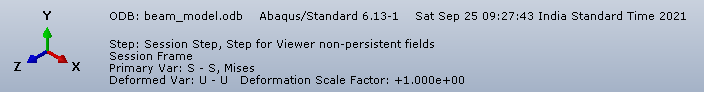 ODB: beam_model.odb    Abaqus/Standard 6.13-1    Sat Sep 25 09:27:43 India Standard Time 2021
Y
Z X
Step: Session Step, Step for Viewer non-persistent fields
Session Frame
Primary Var: S - S, Mises
Deformed Var: U - U   Deformation Scale Factor: +1.000e+00